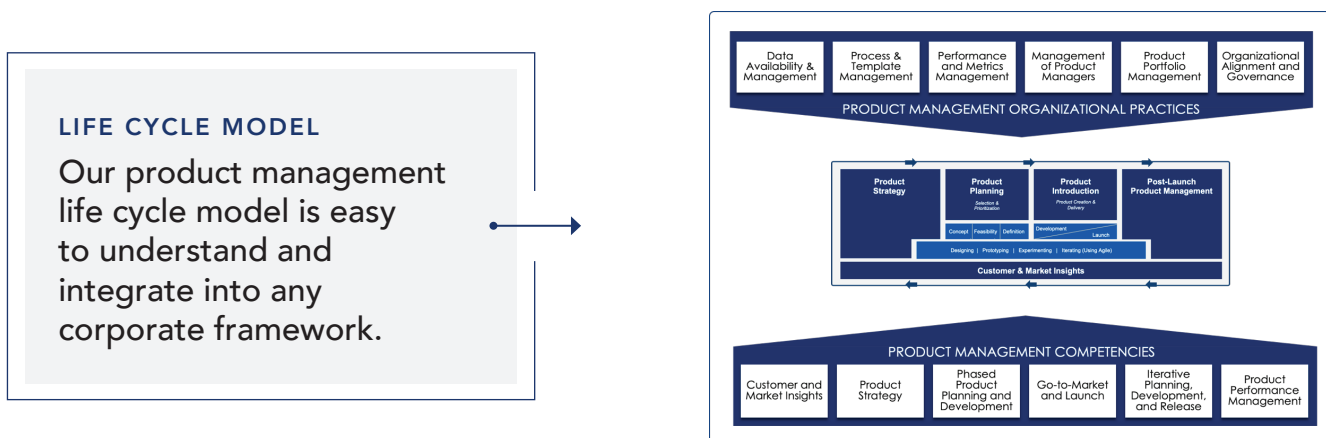 LIFE CYCLE MODEL
Our product management
life cycle model is easy
to understand and
integrate into any
corporate framework.
Data
Availability &
Management
Process &
Template
Management
Performance
and Metrics
Management
Management
of Product
Managers
Product
Portfolio
Management
Organizational
Alignment and
Governance
PRODUCT MANAGEMENT ORGANIZATIONAL PRACTICES
Product
Strategy
Product
Planning
Selection &
Prioritization
Product
Introduction
Product Creation &
Delivery
Post-Launch
Product Management
Concept
Feasibility
Definition
Development
Launch
Designing | Prototyping | Experimenting | Iterating (Using Agile)
Customer & Market Insights
PRODUCT MANAGEMENT COMPETENCIES
Customer and
Market Insights
Product
Strategy
Phased
Product
Planning and
Development
Go-to-Market
and Launch
Iterative
Planning,
Development,
and Release
Product
Performance
Management